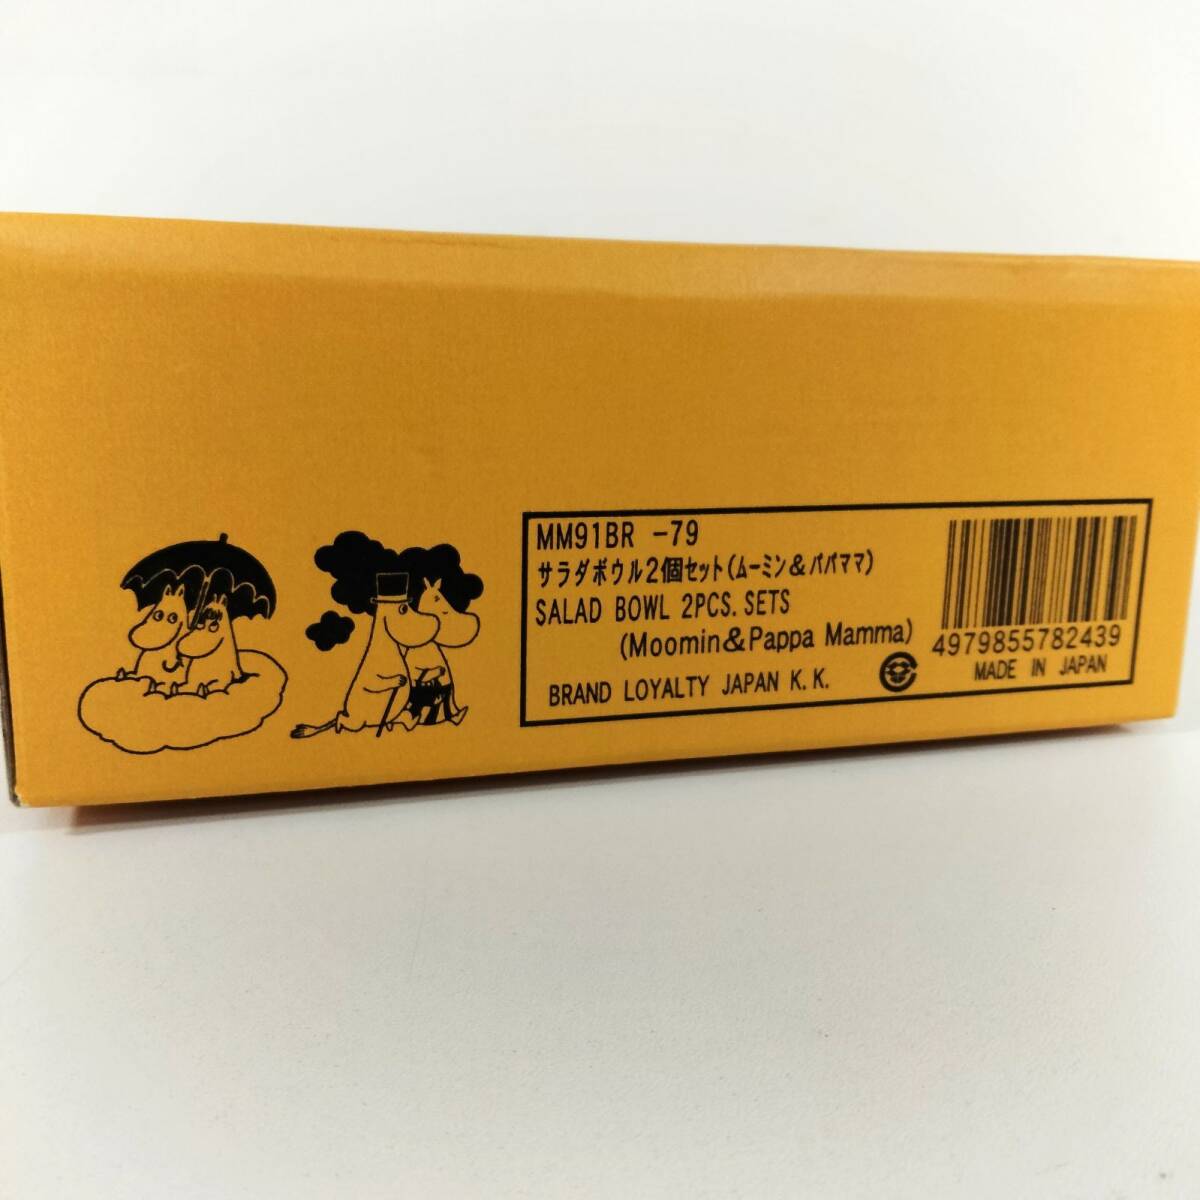 MM91BR -79
サラダボウル2個セット(ムーミン&パパママ)
SALAD BOWL 2PCS. SETS
(Moomin&Pappa Mamma)
BRAND LOYALTY JAPAN K.K.
4979855782439
MADE IN JAPAN